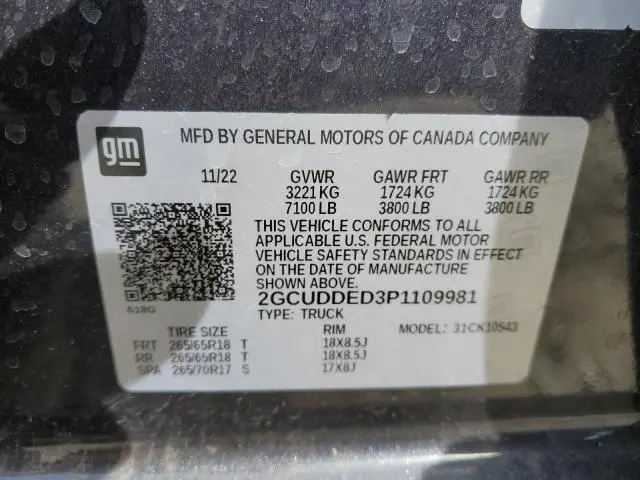 gm
MFD BY GENERAL MOTORS OF CANADA COMPANY
11/22 GVWR GAWR FRT GAWR RR
3221 KG 1724 KG 1724 KG
7100 LB 3800 LB 3800 LB
THIS VEHICLE CONFORMS TO ALL
APPLICABLE U.S. FEDERAL MOTOR
VEHICLE SAFETY STANDARDS IN EFFECT
ON THE DATE OF MANUFACTURE
SHOWN ABOVE.
618G 2GCUDDED3P1109981
TYPE: TRUCK MODEL: 31CK10543
TIRE SIZE RIM
FRT 265/65R18 T 18X8.5J
RR 265/65R18 T 18X8.5J
SPA 265/70R17 S 17X8J